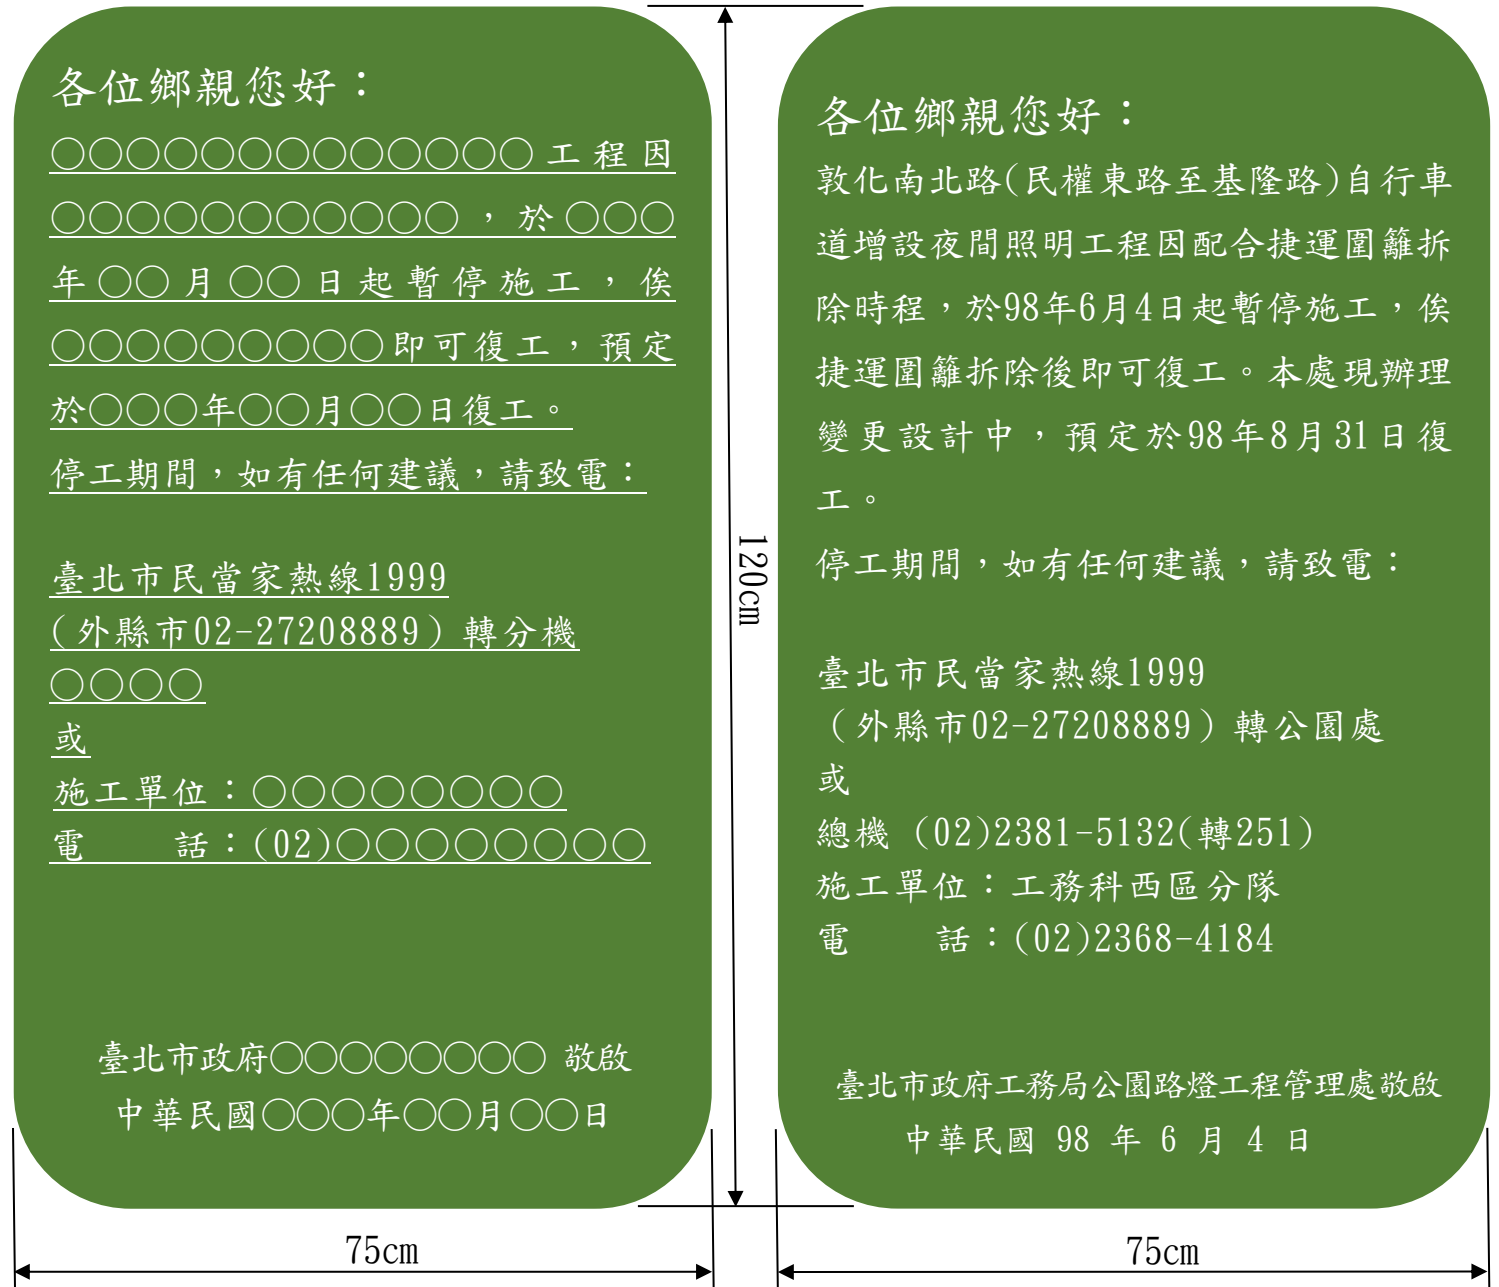 各位鄉親您好：
○○○○○○○○○○○○○工程因
○○○○○○○○○○○，於○○○
年○○月○○日起暫停施工，俟
○○○○○○○○○即可復工，預定
於○○○年○○月○○日復工。
停工期間，如有任何建議，請致電：
臺北市民當家熱線1999
（外縣市02-27208889）轉分機
○○○○
或
施工單位：○○○○○○○○
電　　話：(02)○○○○○○○○
臺北市政府○○○○○○○○ 敬啟
中華民國○○○年○○月○○日
75cm
120cm
各位鄉親您好：
敦化南北路(民權東路至基隆路)自行車
道增設夜間照明工程因配合捷運圍籬拆
除時程，於98年6月4日起暫停施工，俟
捷運圍籬拆除後即可復工。本處現辦理
變更設計中，預定於98年8月31日復
工。
停工期間，如有任何建議，請致電：
臺北市民當家熱線1999
（外縣市02-27208889）轉公園處
或
總機 (02)2381-5132(轉251)
施工單位：工務科西區分隊
電　　話：(02)2368-4184
臺北市政府工務局公園路燈工程管理處敬啟
中華民國 98 年 6 月 4 日
75cm